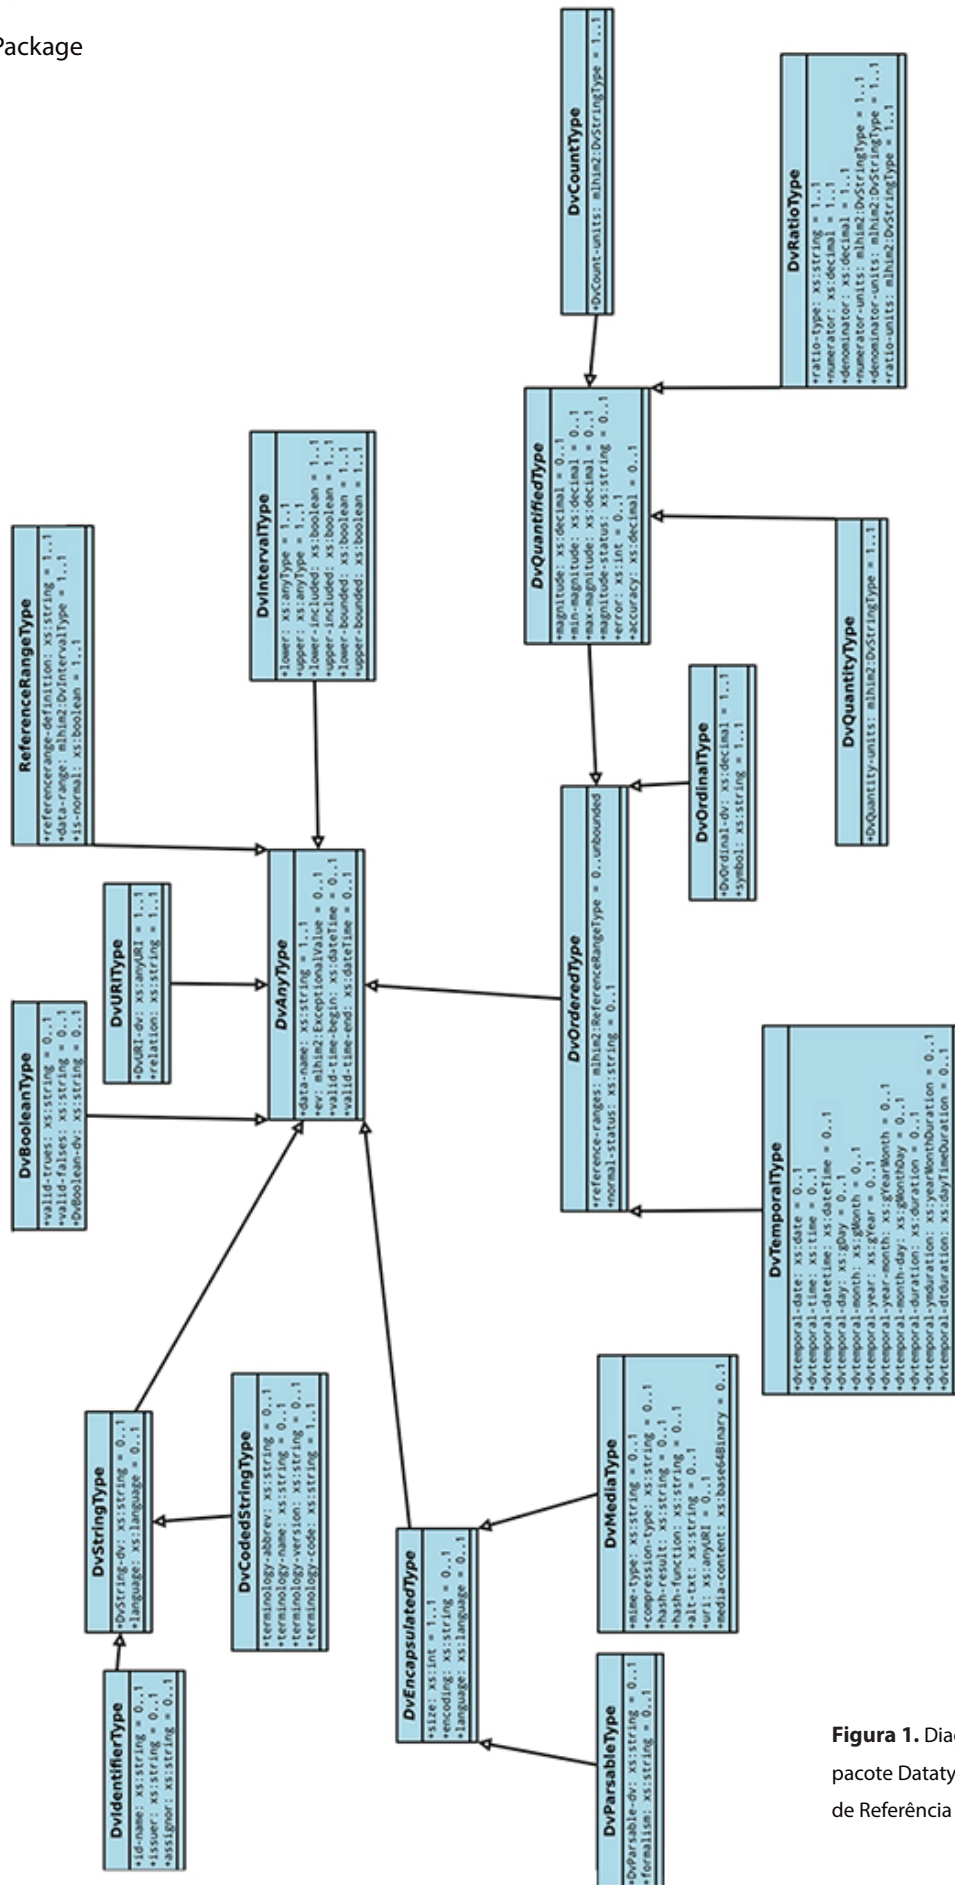 Package
DvCountType
+DvCount-units: mlhim2:DvStringType = 1..1
DvRatioType
+ratio-type: xs:string = 1..1
+numerator: xs:decimal = 1..1
+denominator: xs:decimal = 1..1
+numerator-units: mlhim2:DvStringType = 1..1
+denominator-units: mlhim2:DvStringType = 1..1
+ratio-units: mlhim2:DvStringType = 1..1
ReferenceRangeType
+referencerange-definition: xs:string = 1..1
+data-range: mlhim2:DvIntervalType = 1..1
+is-normal: xs:boolean = 1..1
DvIntervalType
+lower: xs:anyType = 1..1
+upper: xs:anyType = 1..1
+lower-included: xs:boolean = 1..1
+upper-included: xs:boolean = 1..1
+lower-bounded: xs:boolean = 1..1
+upper-bounded: xs:boolean = 1..1
DvQuantifiedType
+magnitude: xs:decimal = 0..1
+min-magnitude: xs:decimal = 0..1
+max-magnitude: xs:decimal = 0..1
+magnitude-status: xs:string = 0..1
+error: xs:int = 0..1
+accuracy: xs:decimal = 0..1
DvQuantityType
+DvQuantity-units: mlhim2:DvStringType = 1..1
DvOrdinalType
+DvOrdinal-dv: xs:decimal = 1..1
+symbol: xs:string = 1..1
DvURIType
+DvURI-dv: xs:anyURI = 1..1
+relation: xs:string = 1..1
DvAnyType
+data-name: xs:string = 1..1
+ev: mlhim2:ExceptionalValue = 0..1
+valid-time-begin: xs:dateTime = 0..1
+valid-time-end: xs:dateTime = 0..1
DvOrderedType
+reference-ranges: mlhim2:ReferenceRangeType = 0..unbounded
+normal-status: xs:string = 0..1
DvBooleanType
+valid-trues: xs:string = 0..1
+valid-falses: xs:string = 0..1
+DvBoolean-dv: xs:string = 0..1
DvTemporalType
+dvtemporal-date: xs:date = 0..1
+dvtemporal-time: xs:time = 0..1
+dvtemporal-datetime: xs:dateTime = 0..1
+dvtemporal-day: xs:gDay = 0..1
+dvtemporal-month: xs:gMonth = 0..1
+dvtemporal-year: xs:gYear = 0..1
+dvtemporal-year-month: xs:gYearMonth = 0..1
+dvtemporal-month-day: xs:gMonthDay = 0..1
+dvtemporal-duration: xs:duration = 0..1
+dvtemporal-ymduration: xs:yearMonthDuration = 0..1
+dvtemporal-dtduration: xs:dayTimeDuration = 0..1
DvStringType
+DvString-dv: xs:string = 0..1
+language: xs:language = 0..1
DvCodedStringType
+terminology-abbrev: xs:string = 0..1
+terminology-name: xs:string = 0..1
+terminology-version: xs:string = 0..1
+terminology-code: xs:string = 1..1
DvEncapsulatedType
+size: xs:int = 1..1
+encoding: xs:string = 0..1
+language: xs:language = 0..1
DvMediaType
+mime-type: xs:string = 0..1
+compression-type: xs:string = 0..1
+hash-result: xs:string = 0..1
+hash-function: xs:string = 0..1
+alt-txt: xs:string = 0..1
+uri: xs:anyURI = 0..1
+media-content: xs:base64Binary = 0..1
DvIdentifierType
+id-name: xs:string = 0..1
+issuer: xs:string = 0..1
+assignor: xs:string = 0..1
DvParsableType
+DvParsable-dv: xs:string = 0..1
+formalism: xs:string = 0..1
Figura 1. Diag
pacote Dataty
de Referência